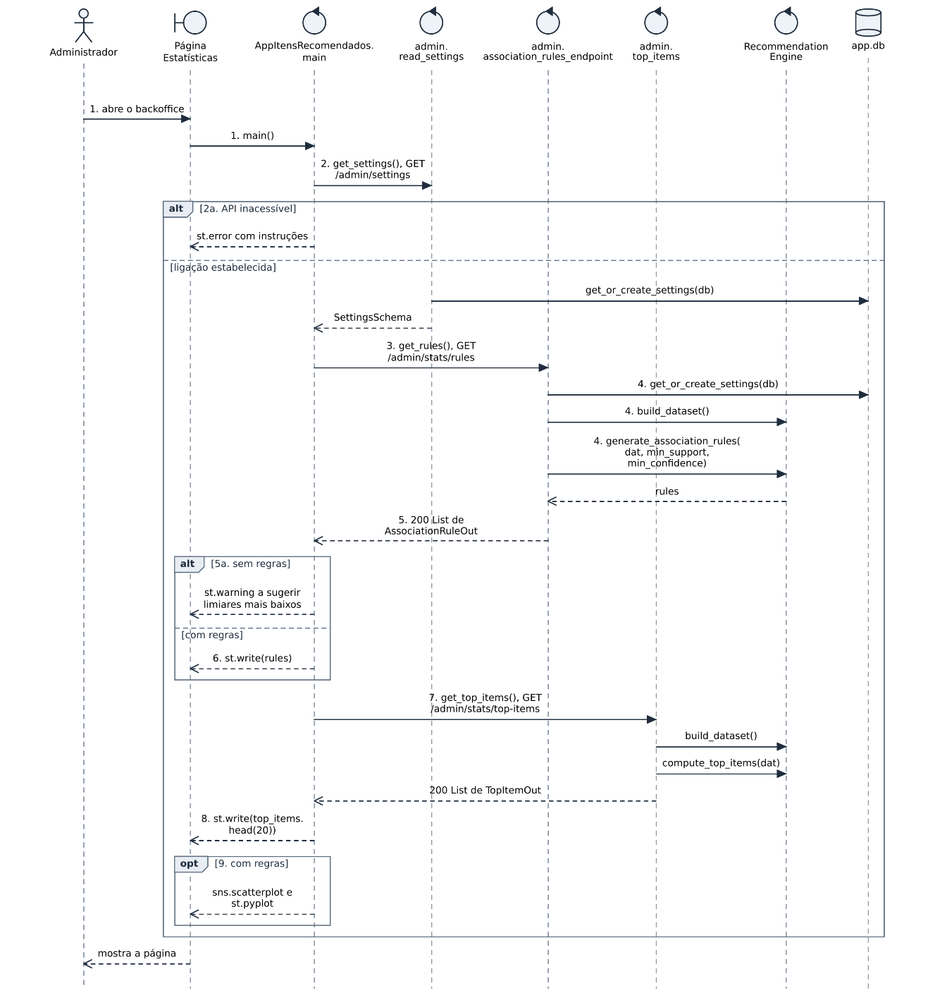 Administrador
Página
Estatísticas
AppItensRecomendados.
main
admin.
read_settings
admin.
association_rules_endpoint
admin.
top_items
Recommendation
Engine
app.db
1. abre o backoffice
1. main()
2. get_settings(), GET
/admin/settings
alt [2a. API inacessível]
st.error com instruções
[ligação estabelecida]
get_or_create_settings(db)
SettingsSchema
3. get_rules(), GET
/admin/stats/rules
4. get_or_create_settings(db)
4. build_dataset()
4. generate_association_rules(
dat, min_support,
min_confidence)
rules
5. 200 List de
AssociationRuleOut
alt [5a. sem regras]
st.warning a sugerir
limiares mais baixos
[com regras]
6. st.write(rules)
7. get_top_items(), GET
/admin/stats/top-items
build_dataset()
compute_top_items(dat)
200 List de TopItemOut
8. st.write(top_items.
head(20))
opt [9. com regras]
sns.scatterplot e
st.pyplot
mostra a página